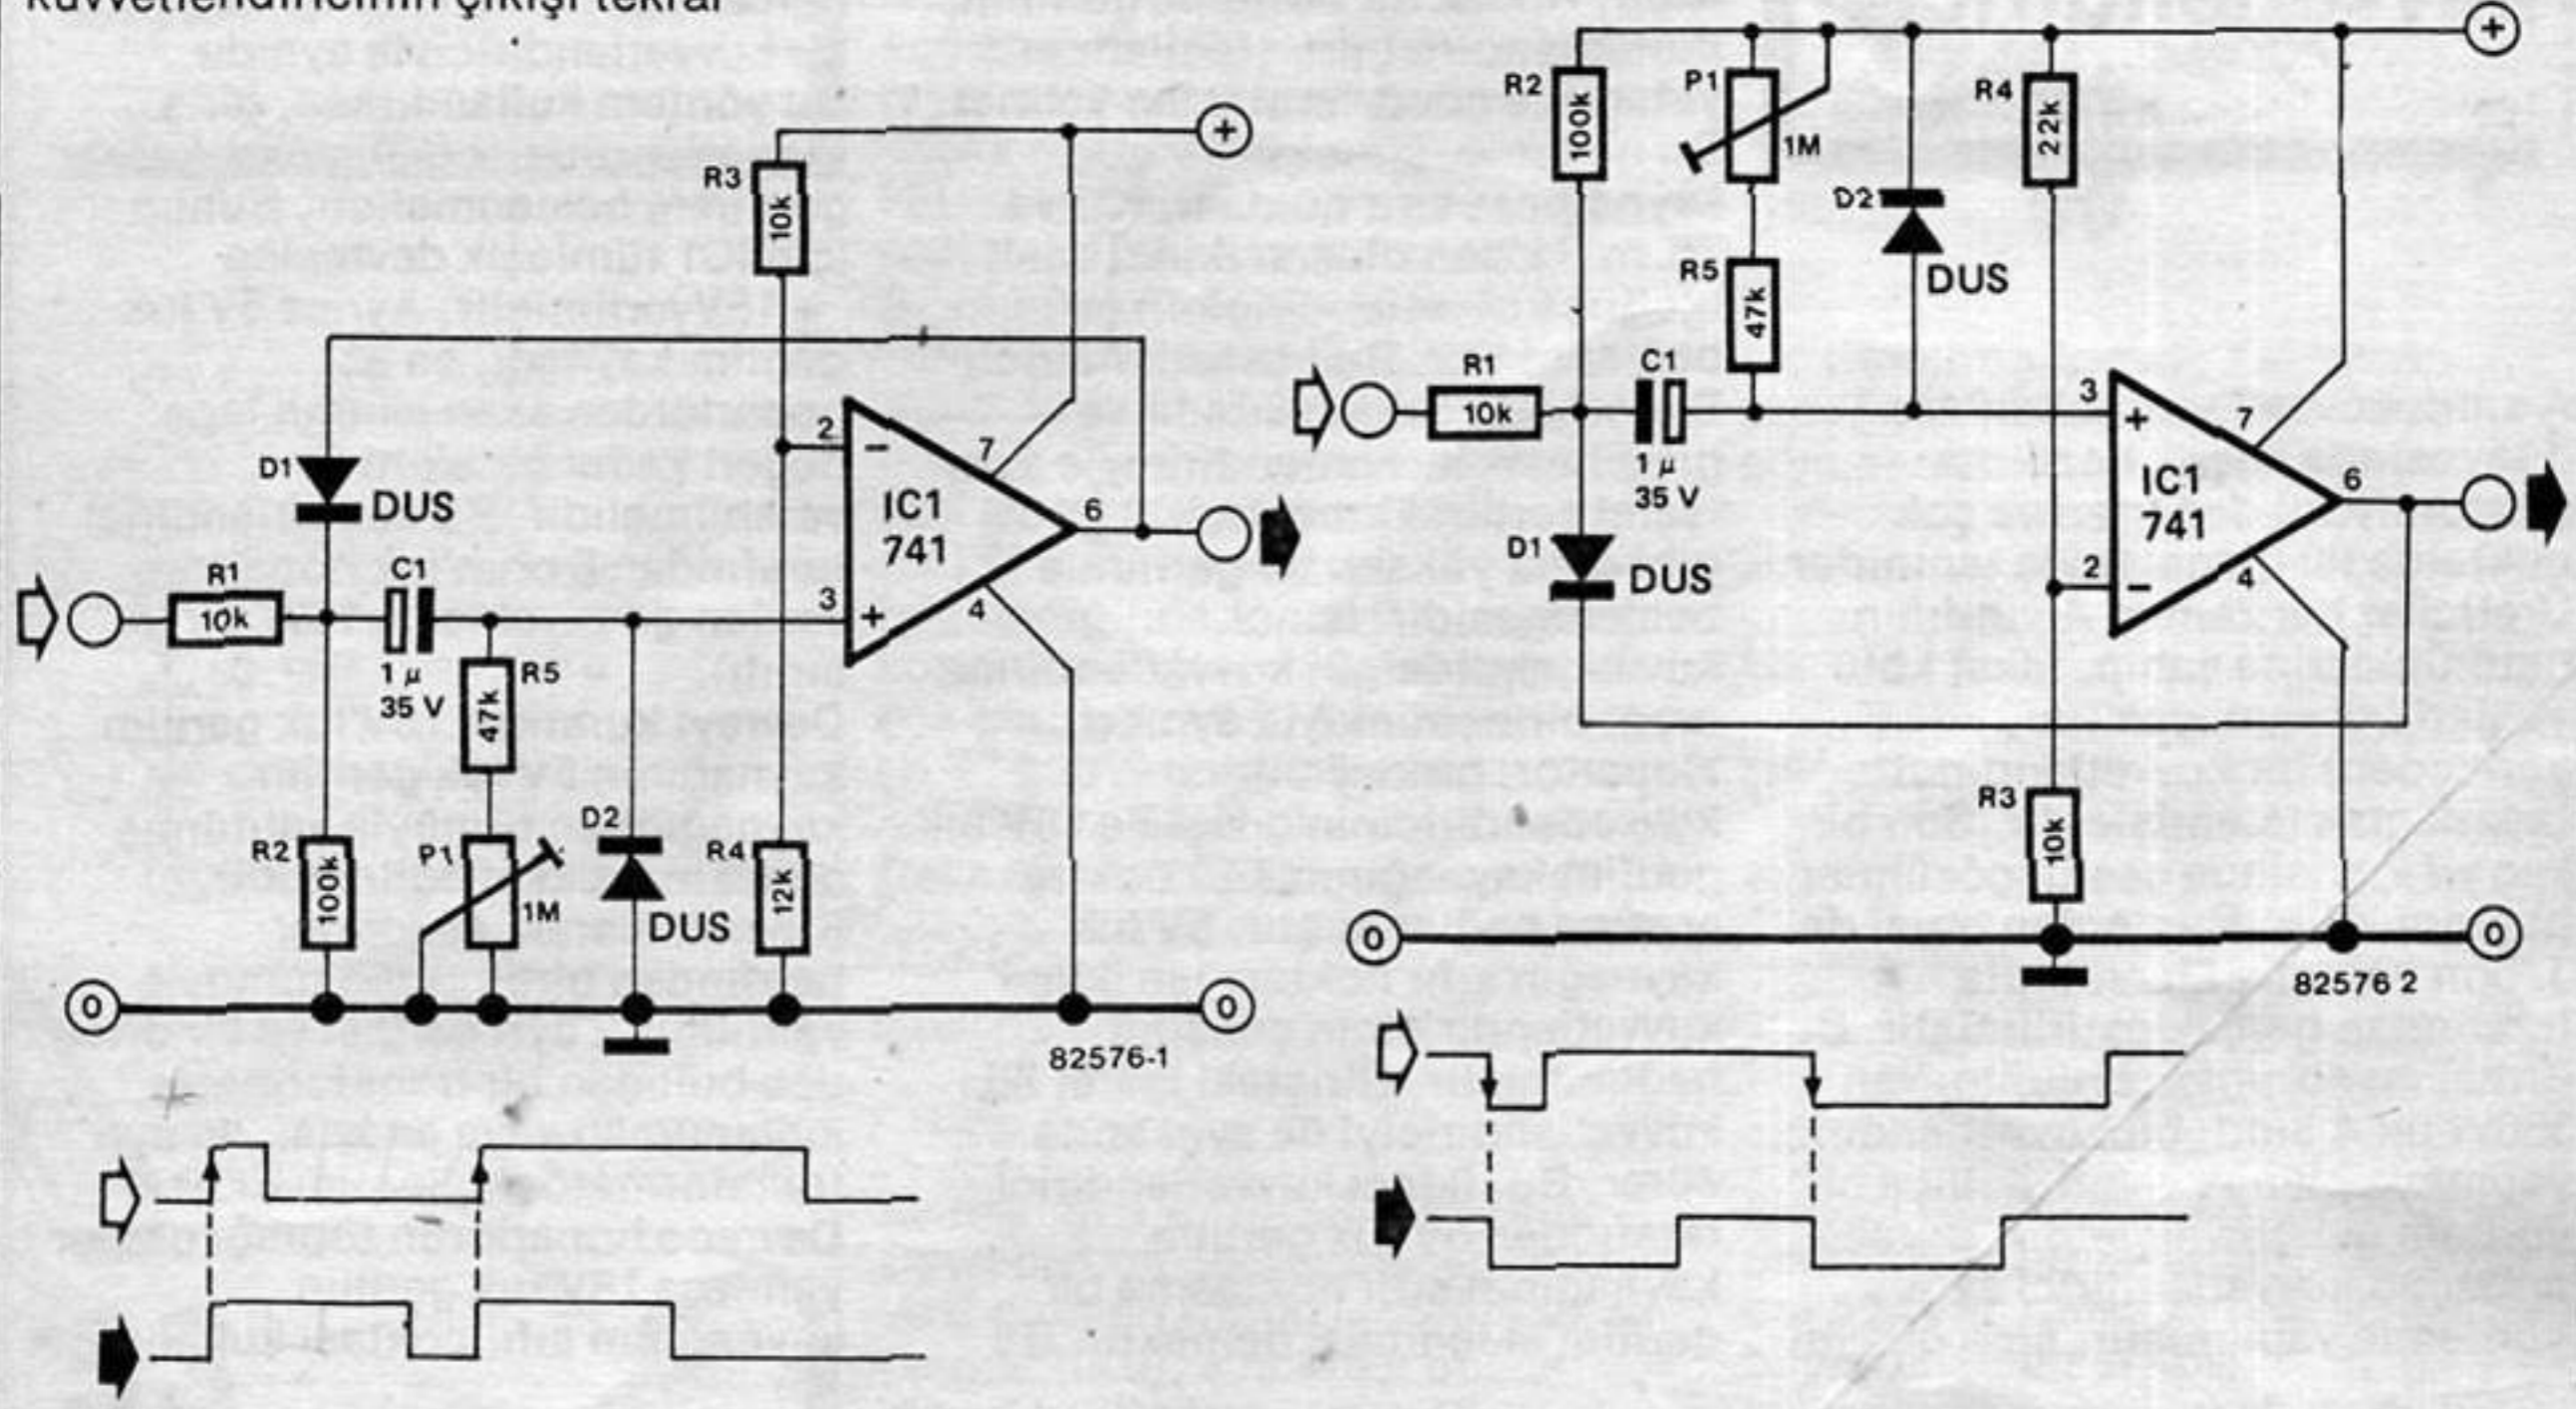 kuvvetlendiricinin çıkışı tekrar
+
R3
10k
D1
DUS
2
−
7
IC1
741
6
R1
10k
C1
1 µ
35 V
3
+
4
R5
47k
R2
100k
P1
1M
D2
DUS
R4
12k
0
0
82576-1
+
R2
100k
P1
1M
R4
22k
D2
DUS
R5
47k
R1
10k
C1
1 µ
35 V
3
+
7
IC1
741
6
D1
DUS
2
−
4
R3
10k
0
0
82576 2